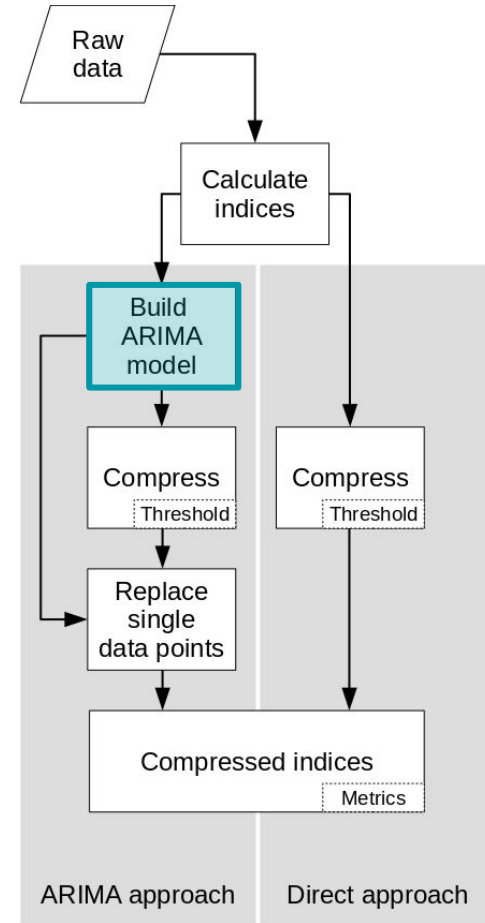 Raw
data
Calculate
indices
Build
ARIMA
model
Compress
Threshold
Compress
Threshold
Replace
single
data points
Compressed indices
Metrics
ARIMA approach
Direct approach